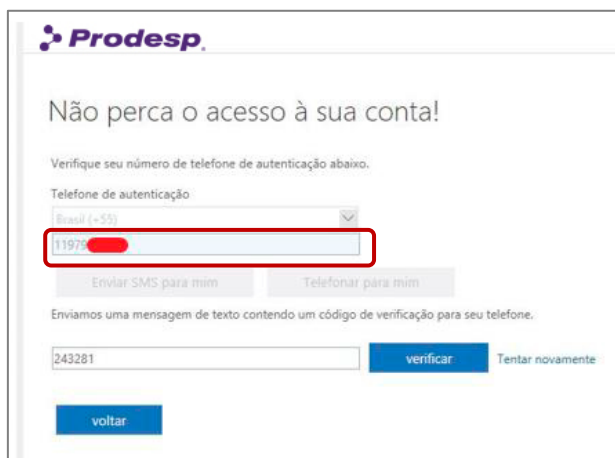 Prodesp
Não perca o acesso à sua conta!
Verifique seu número de telefone de autenticação abaixo.
Telefone de autenticação
Brasil (+55)
11979
Enviar SMS para mim Telefonar para mim
Enviamos uma mensagem de texto contendo um código de verificação para seu telefone.
243281 verificar Tentar novamente
voltar